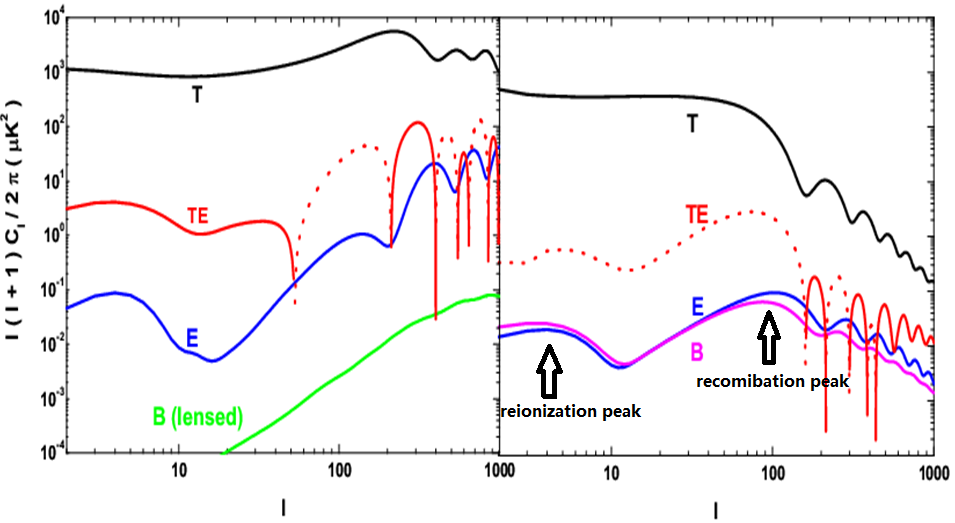 l ( l + 1 ) C_l / 2 π ( μK²)
10⁴
10³
10²
10¹
10⁰
10⁻¹
10⁻²
10⁻³
10⁻⁴
T
TE
E
B (lensed)
10
100
1000
l
T
TE
E
B
reionization peak
recomibation peak
10
100
1000
l